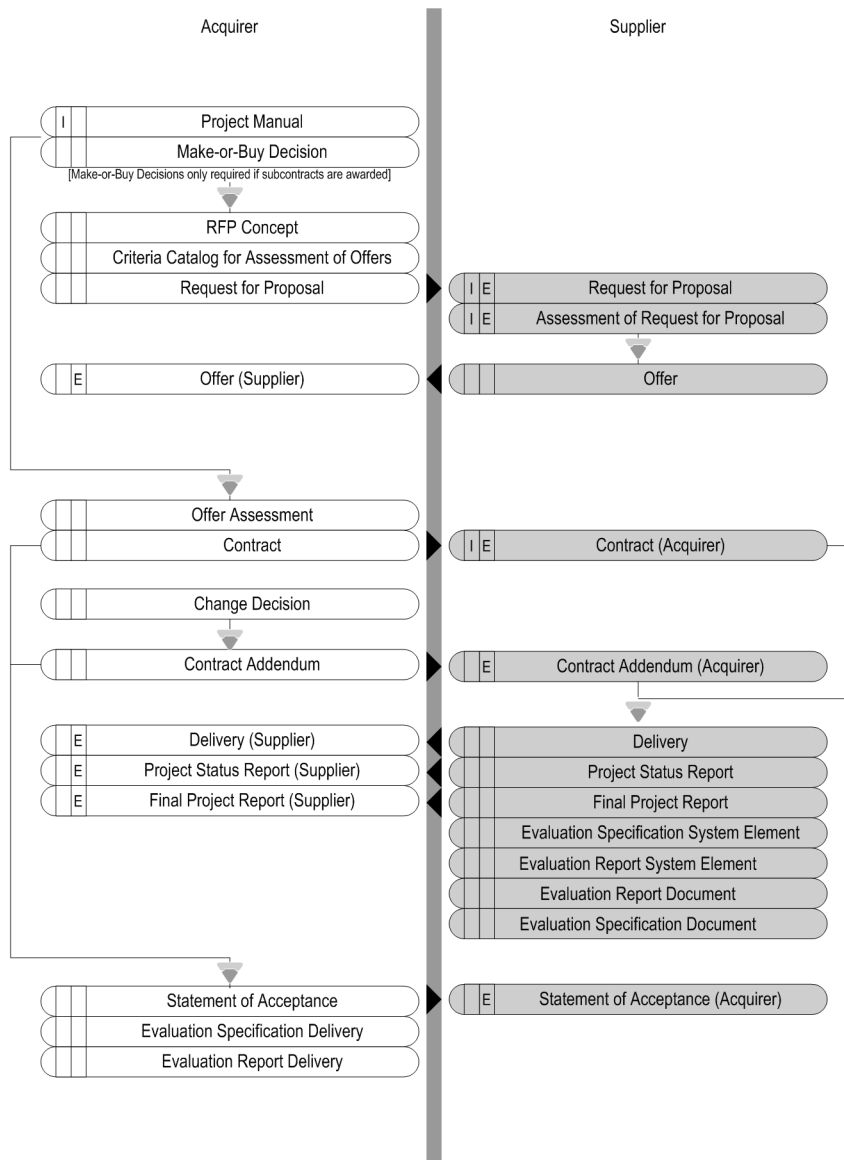 Acquirer
Supplier
I Project Manual
Make-or-Buy Decision
[Make-or-Buy Decisions only required if subcontracts are awarded]
RFP Concept
Criteria Catalog for Assessment of Offers
Request for Proposal
I E Request for Proposal
I E Assessment of Request for Proposal
E Offer (Supplier)
Offer
Offer Assessment
Contract
I E Contract (Acquirer)
Change Decision
Contract Addendum
E Contract Addendum (Acquirer)
E Delivery (Supplier)
Delivery
E Project Status Report (Supplier)
Project Status Report
E Final Project Report (Supplier)
Final Project Report
Evaluation Specification System Element
Evaluation Report System Element
Evaluation Report Document
Evaluation Specification Document
Statement of Acceptance
E Statement of Acceptance (Acquirer)
Evaluation Specification Delivery
Evaluation Report Delivery